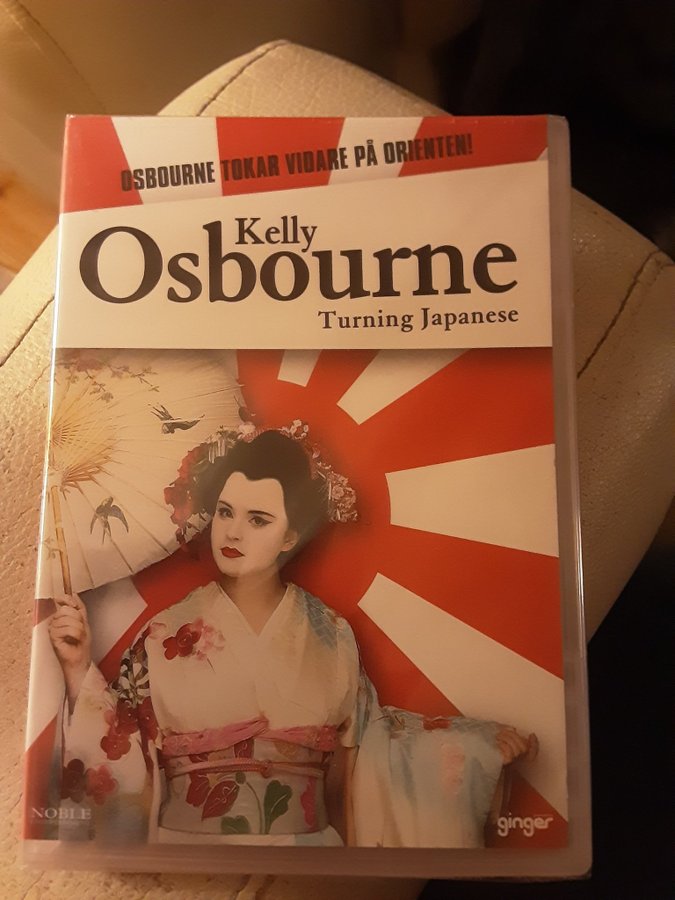 OSBOURNE TOKAR VIDARE PÅ ORIENTEN!
Kelly
Osbourne
Turning Japanese
NOBLE
ginger